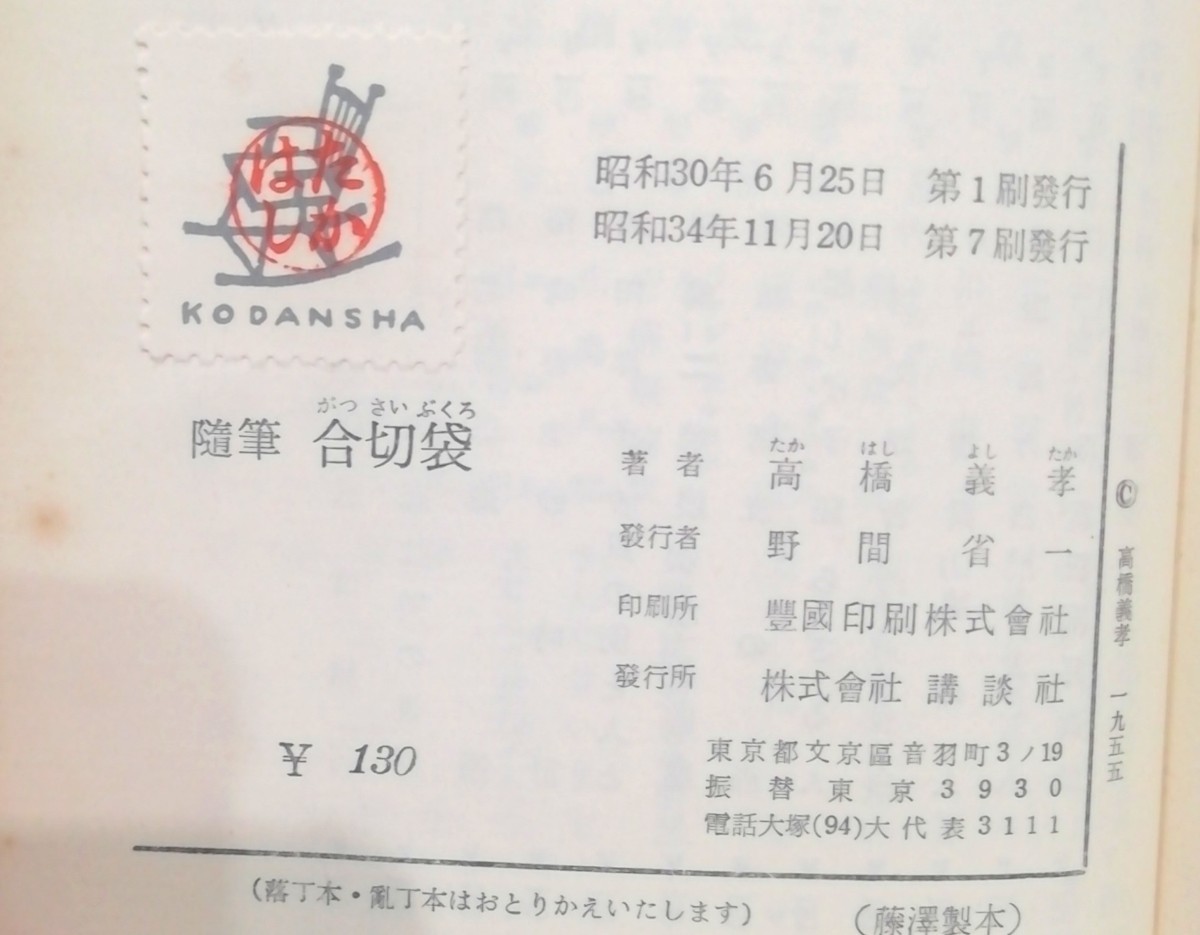 たか
はし
KODANSHA
昭和30年6月25日 第1刷發行
昭和34年11月20日 第7刷發行
がつ さい ぶくろ
隨筆 合切袋
たか はし よし たか
著者 高橋義孝
發行者 野間省一
印刷所 豐國印刷株式會社
發行所 株式會社 講談社
¥ 130
東京都文京區音羽町3ノ19
振替東京3930
電話大塚(94)大代表3111
© 高橋義孝 一九五五
(落丁本・亂丁本はおとりかえいたします)
(藤澤製本)